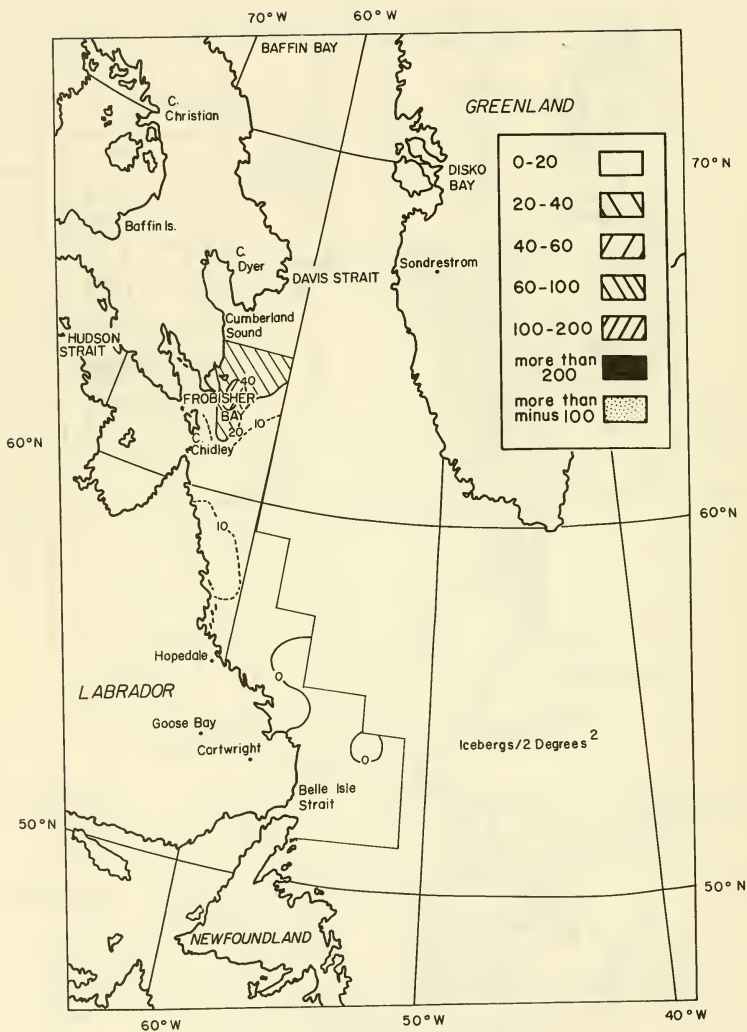 70° W
60° W
BAFFIN BAY
C.
Christian
GREENLAND
0-20
20-40
40-60
60-100
100-200
more than
200
more than
minus 100
70° N
DISKO
BAY
Baffin Is.
C.
Dyer
DAVIS STRAIT
Sondrestrom
Cumberland
Sound
HUDSON
STRAIT
40
FROBISHER
BAY
10
20
C.
Chidley
60° N
60° N
10
Hopedale
0
LABRADOR
Goose Bay
Cartwright
0
Icebergs/2 Degrees 2
Belle Isle
Strait
50° N
50° N
NEWFOUNDLAND
60° W
50° W
40° W